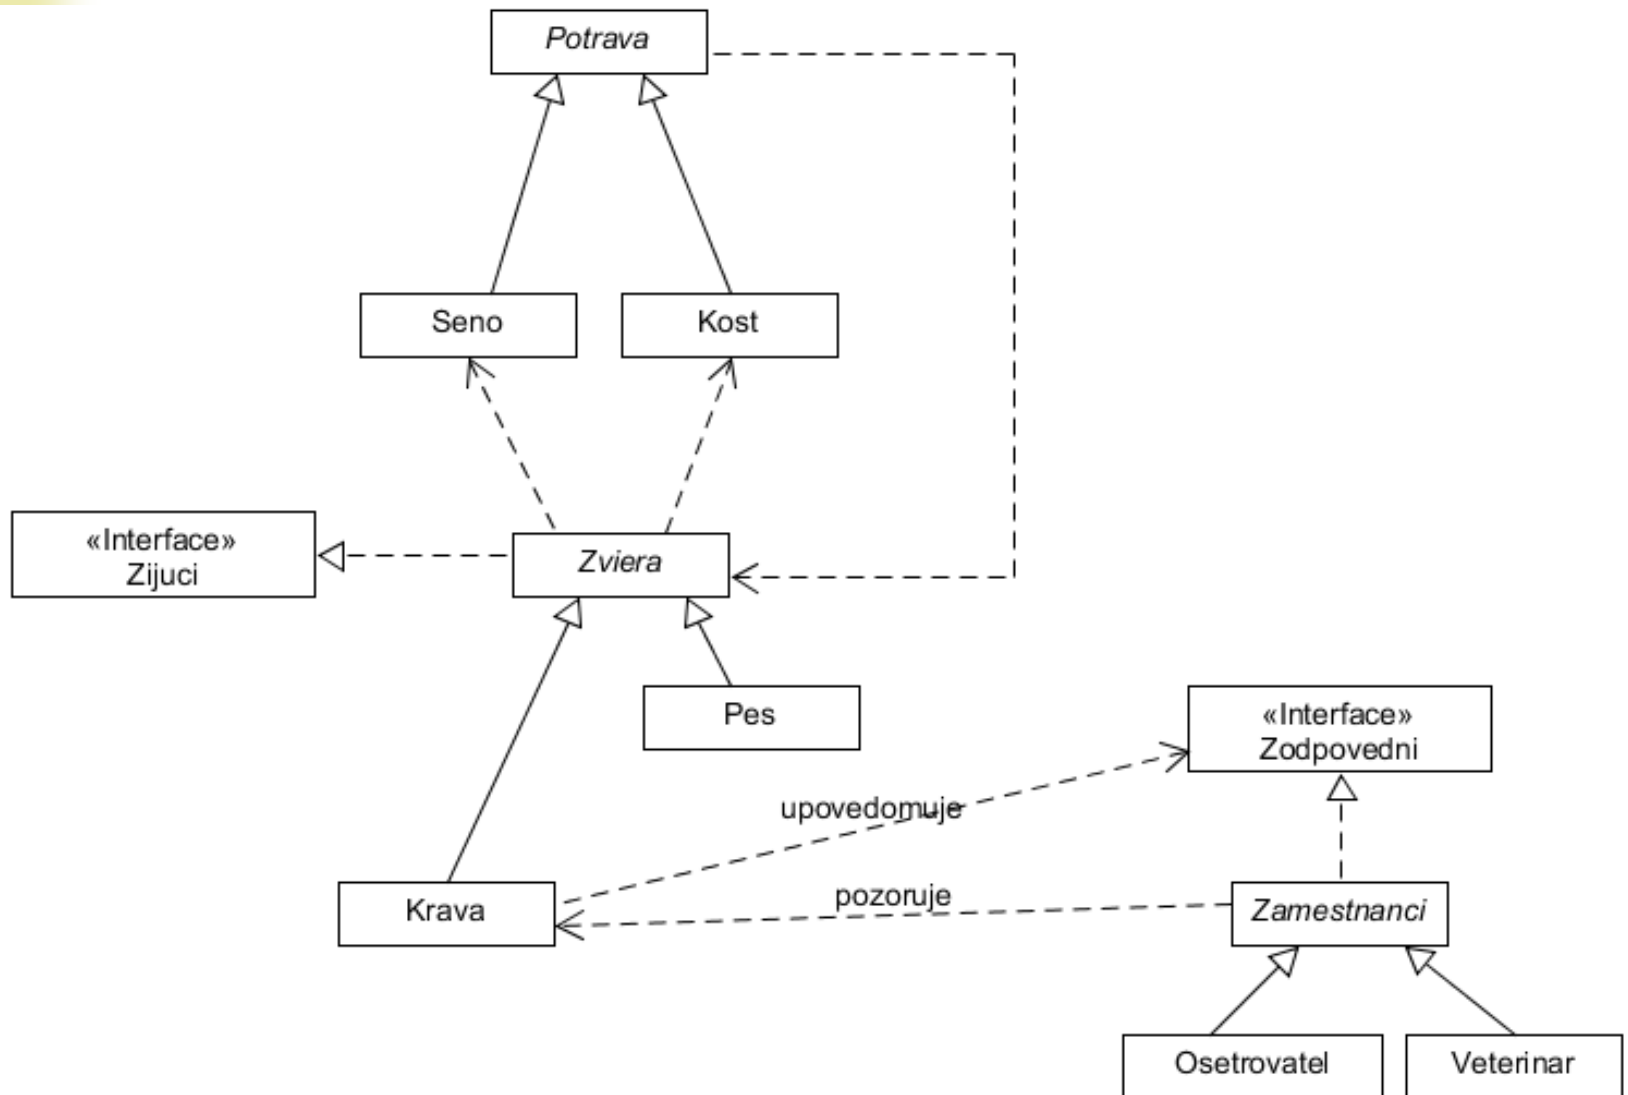 Potrava
Seno
Kost
«Interface»
Zijuci
Zviera
Pes
«Interface»
Zodpovedni
upovedomuje
pozoruje
Krava
Zamestnanci
Osetrovatel
Veterinar